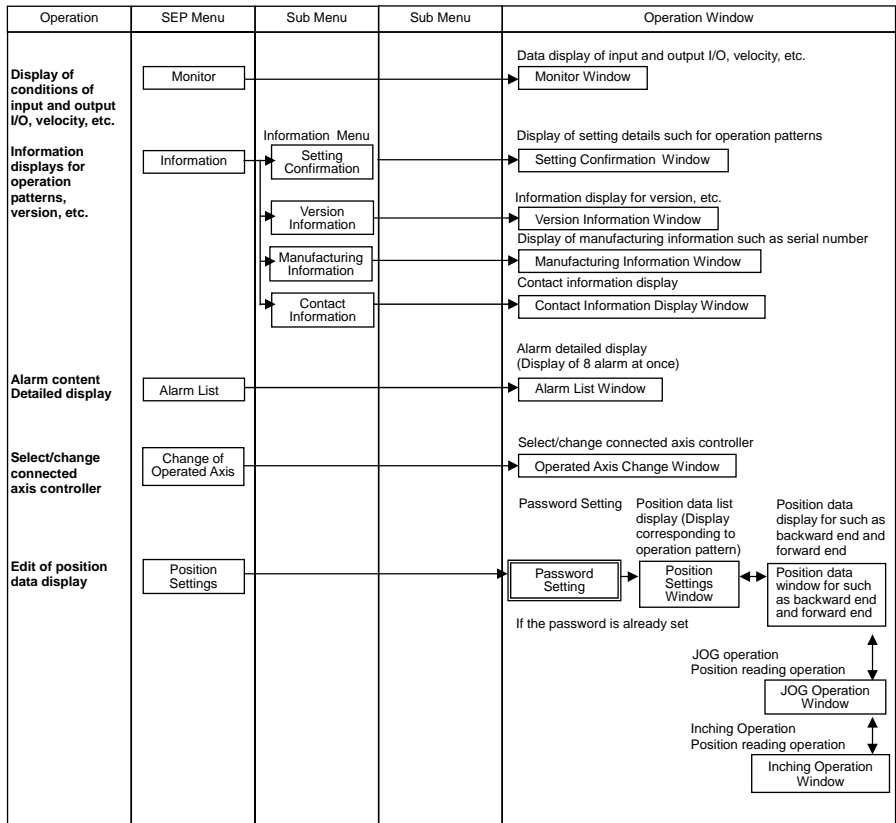 Operation
SEP Menu
Sub Menu
Sub Menu
Operation Window
Display of
conditions of
input and output
I/O, velocity, etc.
Monitor
Data display of input and output I/O, velocity, etc.
Monitor Window
Information
displays for
operation
patterns,
version, etc.
Information
Information Menu
Setting
Confirmation
Display of setting details such for operation patterns
Setting Confirmation Window
Version
Information
Information display for version, etc.
Version Information Window
Manufacturing
Information
Display of manufacturing information such as serial number
Manufacturing Information Window
Contact
Information
Contact information display
Contact Information Display Window
Alarm content
Detailed display
Alarm List
Alarm detailed display
(Display of 8 alarm at once)
Alarm List Window
Select/change
connected
axis controller
Change of
Operated Axis
Select/change connected axis controller
Operated Axis Change Window
Edit of position
data display
Position
Settings
Password Setting
Password
Setting
If the password is already set
Position data list
display (Display
corresponding to
operation pattern)
Position
Settings
Window
Position data
display for such as
backward end and
forward end
Position data
window for such
as backward end
and forward end
JOG operation
Position reading operation
JOG Operation
Window
Inching Operation
Position reading operation
Inching Operation
Window